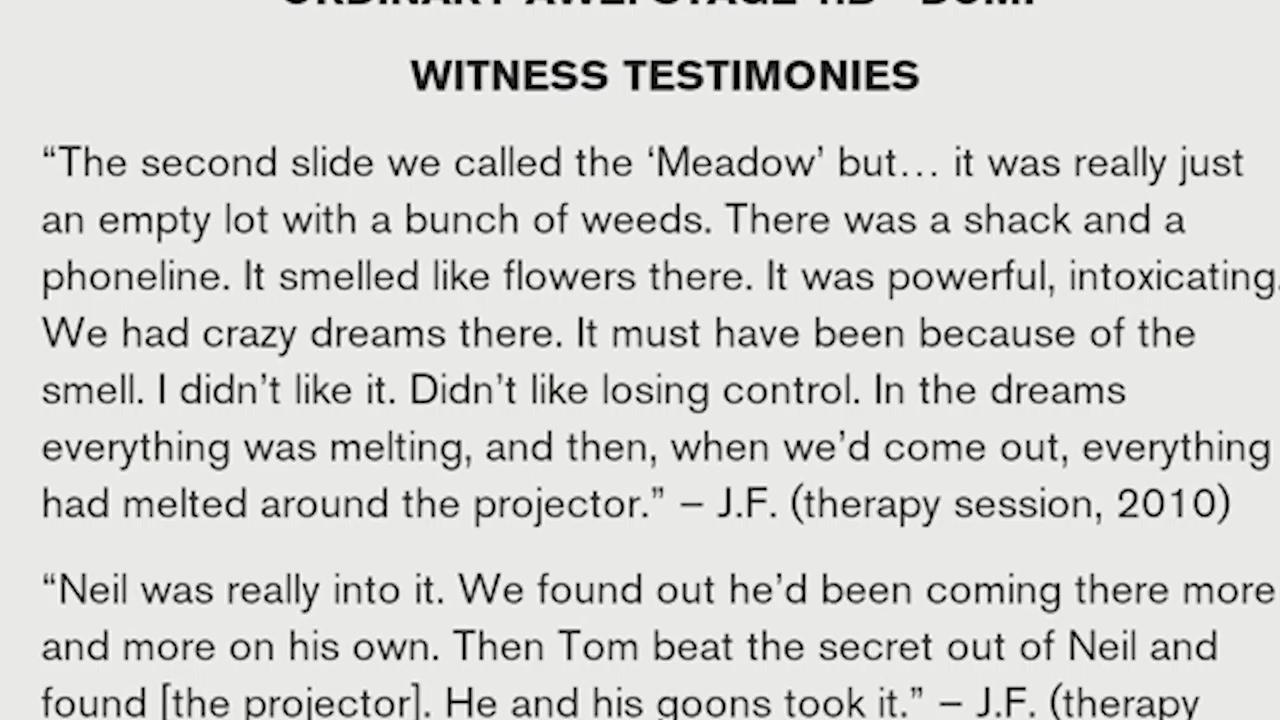 WITNESS TESTIMONIES
“The second slide we called the ‘Meadow’ but… it was really just
an empty lot with a bunch of weeds. There was a shack and a
phoneline. It smelled like flowers there. It was powerful, intoxicating.
We had crazy dreams there. It must have been because of the
smell. I didn’t like it. Didn’t like losing control. In the dreams
everything was melting, and then, when we’d come out, everything
had melted around the projector.” – J.F. (therapy session, 2010)
“Neil was really into it. We found out he’d been coming there more
and more on his own. Then Tom beat the secret out of Neil and
found [the projector]. He and his goons took it.” – J.F. (therapy